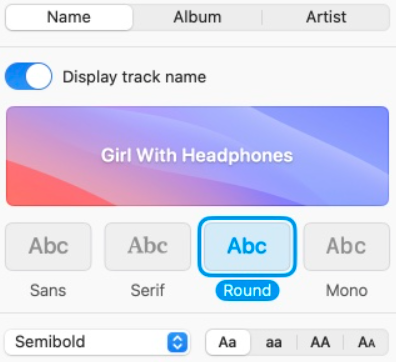 Name Album Artist
Display track name
Girl With Headphones
Abc Abc Abc Abc
Sans Serif Round Mono
Semibold Aa aa AA AA